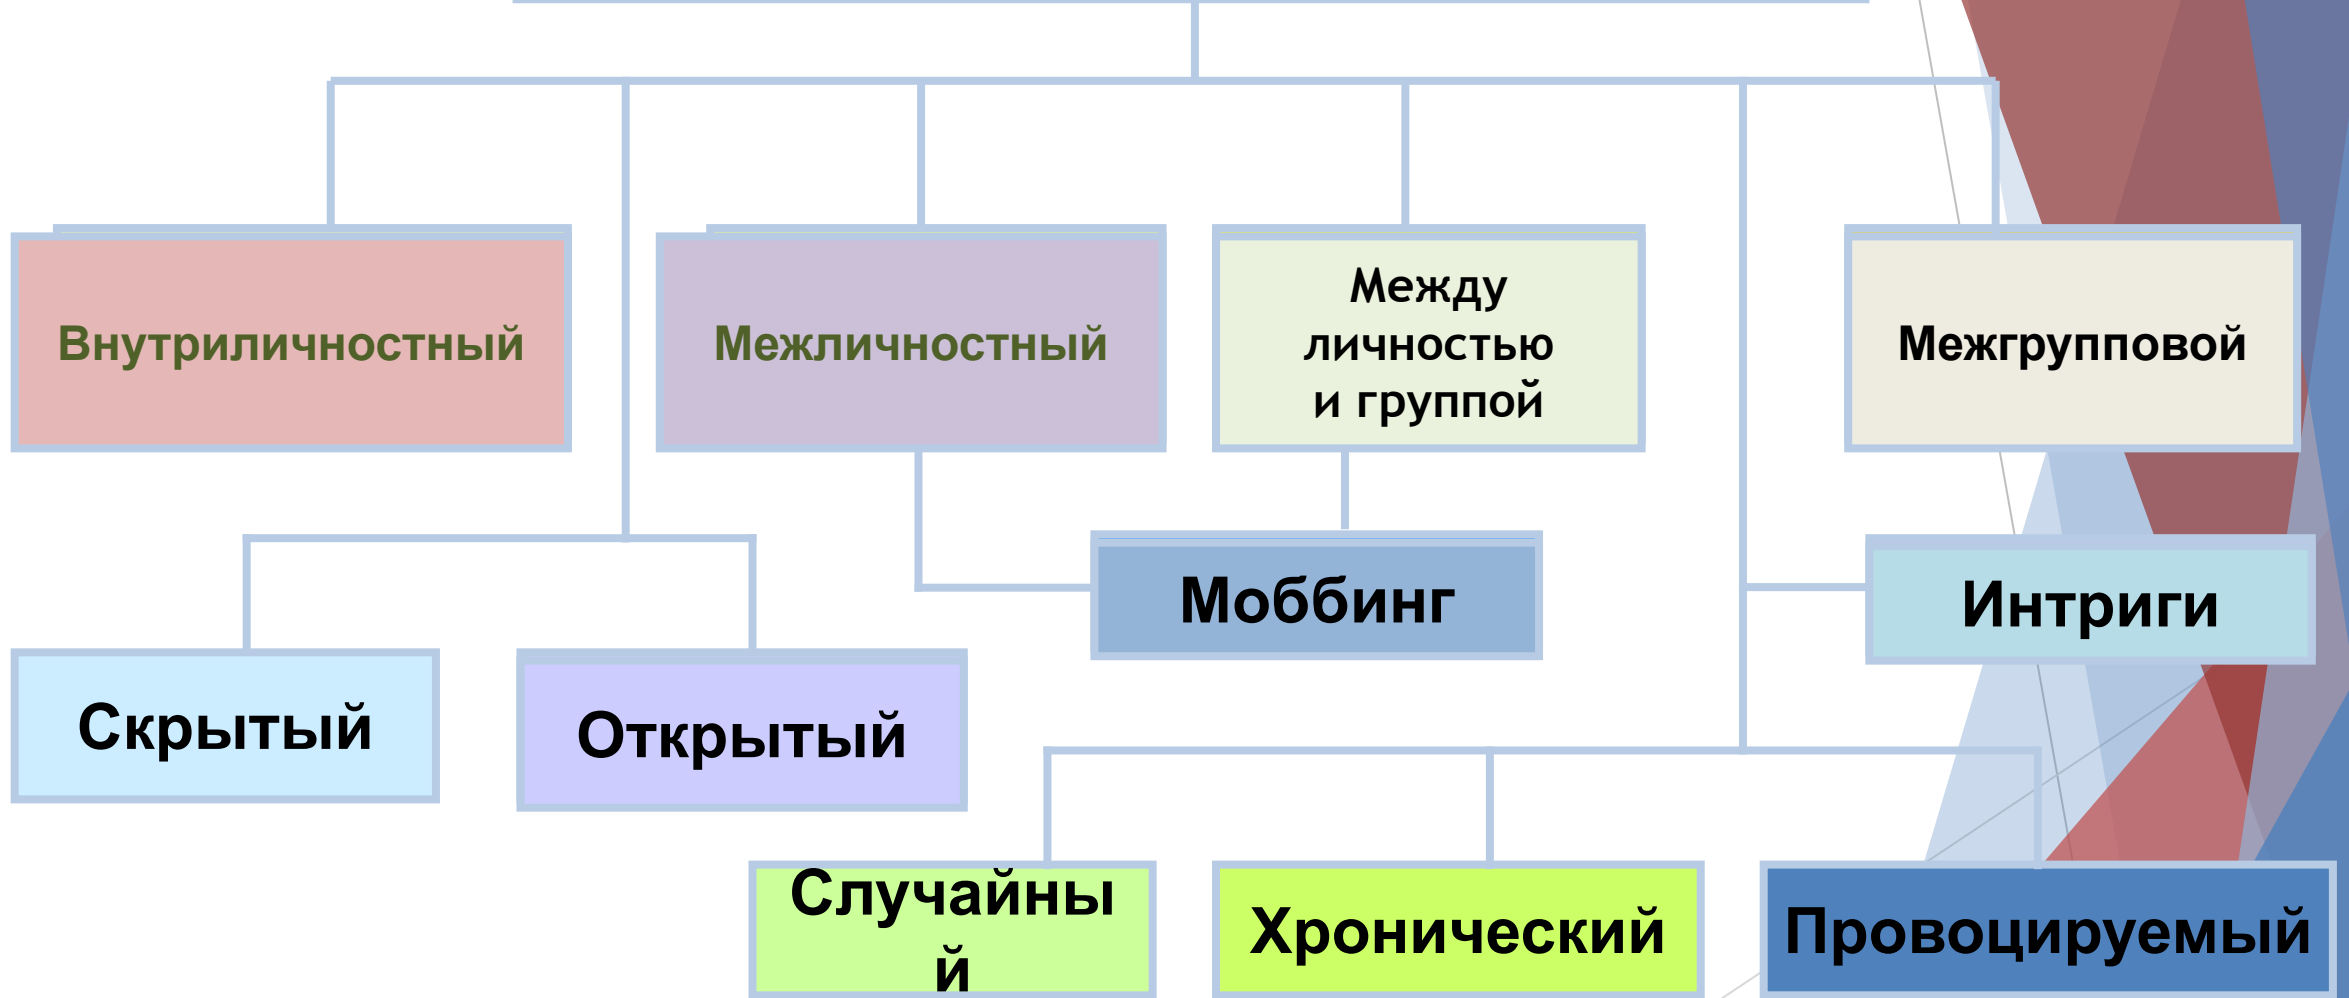 Внутриличностный
Межличностный
Между
личностью
и группой
Межгрупповой
Моббинг
Интриги
Скрытый
Открытый
Случайны
й
Хронический
Провоцируемый